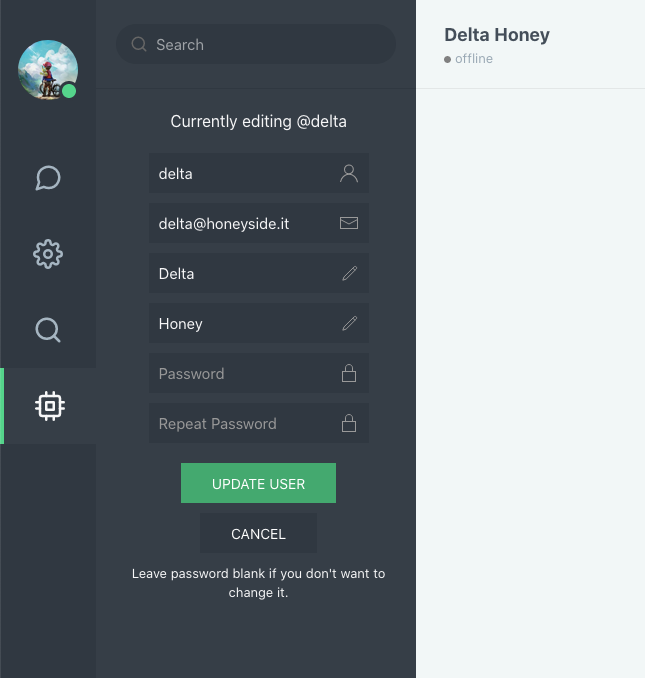 Search
Delta Honey
offline
Currently editing @delta
delta
delta@honeyside.it
Delta
Honey
Password
Repeat Password
UPDATE USER
CANCEL
Leave password blank if you don't want to
change it.